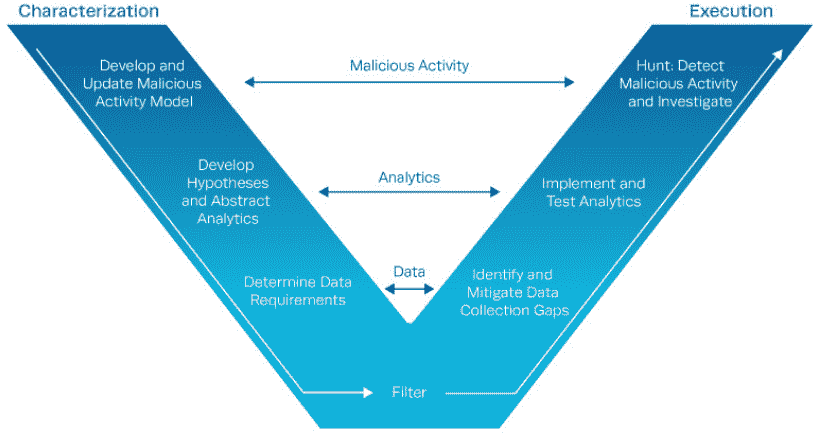 Characterization
Execution
Develop and
Update Malicious
Activity Model
Malicious Activity
Hunt: Detect
Malicious Activity
and Investigate
Develop
Hypotheses
and Abstract
Analytics
Analytics
Implement and
Test Analytics
Determine Data
Requirements
Data
Identify and
Mitigate Data
Collection Gaps
Filter